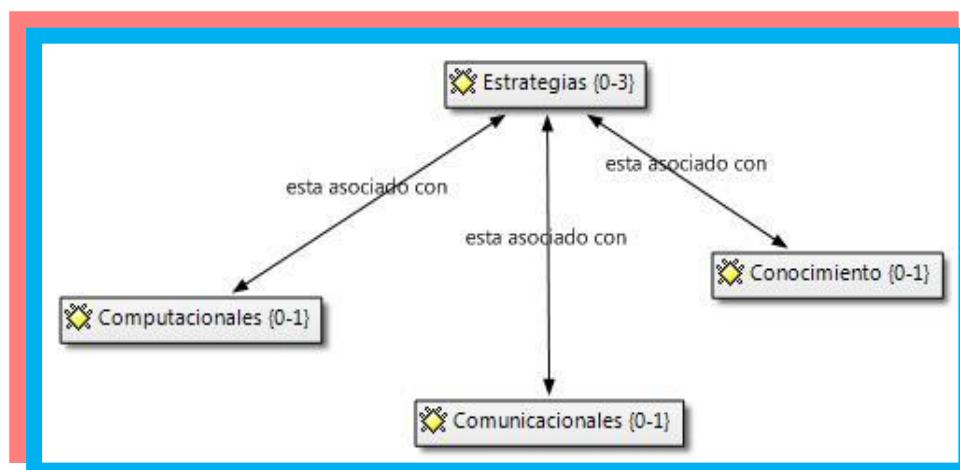 Estrategias {0-3}
esta asociado con
esta asociado con
esta asociado con
Conocimiento {0-1}
Computacionales {0-1}
Comunicacionales {0-1}